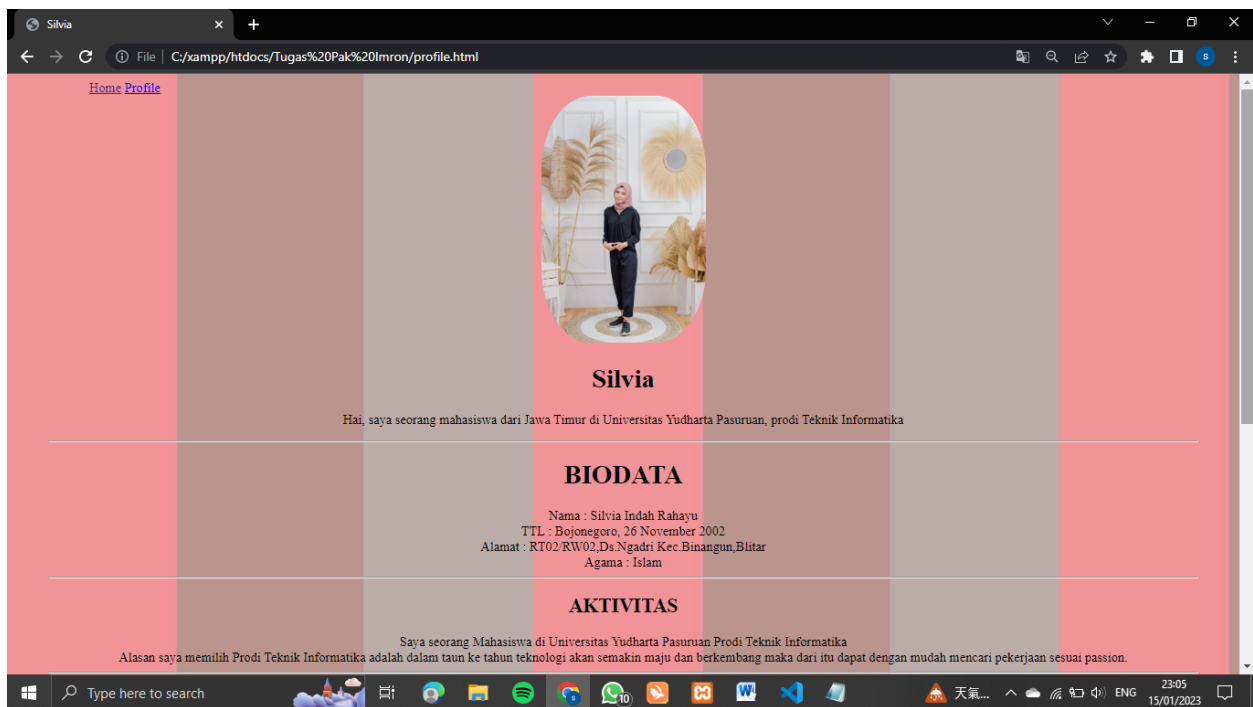 Silvia
File
C:/xampp/htdocs/Tugas%20Pak%20Imron/profile.html
S
Home Profile
Silvia
Hai, saya seorang mahasiswa dari Jawa Timur di Universitas Yudharta Pasuruan, prodi Teknik Informatika
BIODATA
Nama : Silvia Indah Rahayu
TTL : Bojonegoro, 26 November 2002
Alamat : RT02/RW02,Ds.Ngadri Kec.Binangun,Blitar
Agama : Islam
AKTIVITAS
Saya seorang Mahasiswa di Universitas Yudharta Pasuruan Prodi Teknik Informatika
Alasan saya memilih Prodi Teknik Informatika adalah dalam taun ke tahun teknologi akan semakin maju dan berkembang maka dari itu dapat dengan mudah mencari pekerjaan sesuai passion.
Type here to search
10
W
天氣...
ENG
23:05
15/01/2023